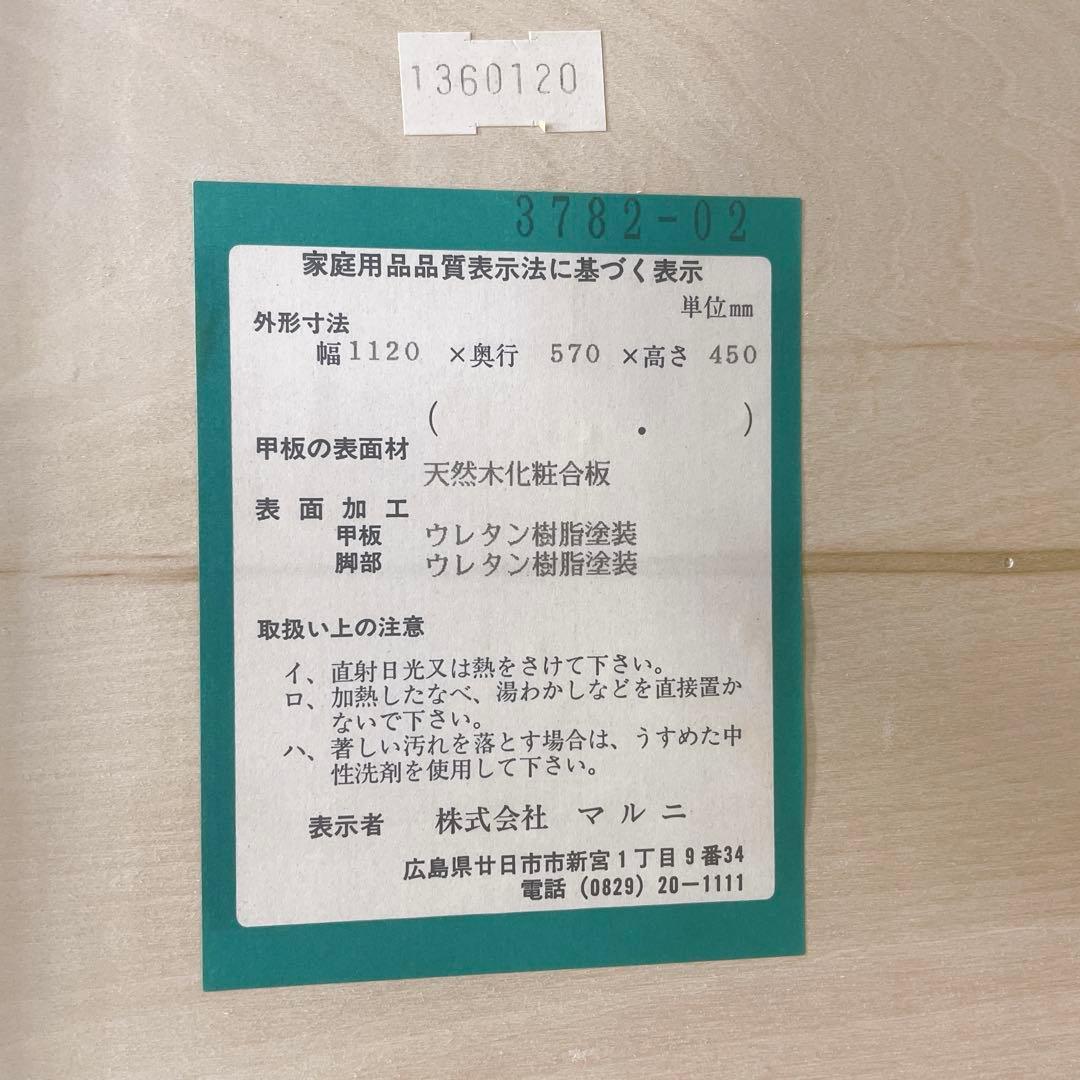 1360120
3782-02
家庭用品品質表示法に基づく表示
単位mm
外形寸法
幅1120 ×奥行 570 ×高さ 450
( . )
甲板の表面材
天然木化粧合板
表面加工
甲板 ウレタン樹脂塗装
脚部 ウレタン樹脂塗装
取扱い上の注意
イ、直射日光又は熱をさけて下さい。
ロ、加熱したなべ、湯わかしなどを直接置か
ないで下さい。
ハ、著しい汚れを落とす場合は、うすめた中
性洗剤を使用して下さい。
表示者 株式会社 マルニ
広島県廿日市市新宮1丁目9番34
電話(0829)20-1111